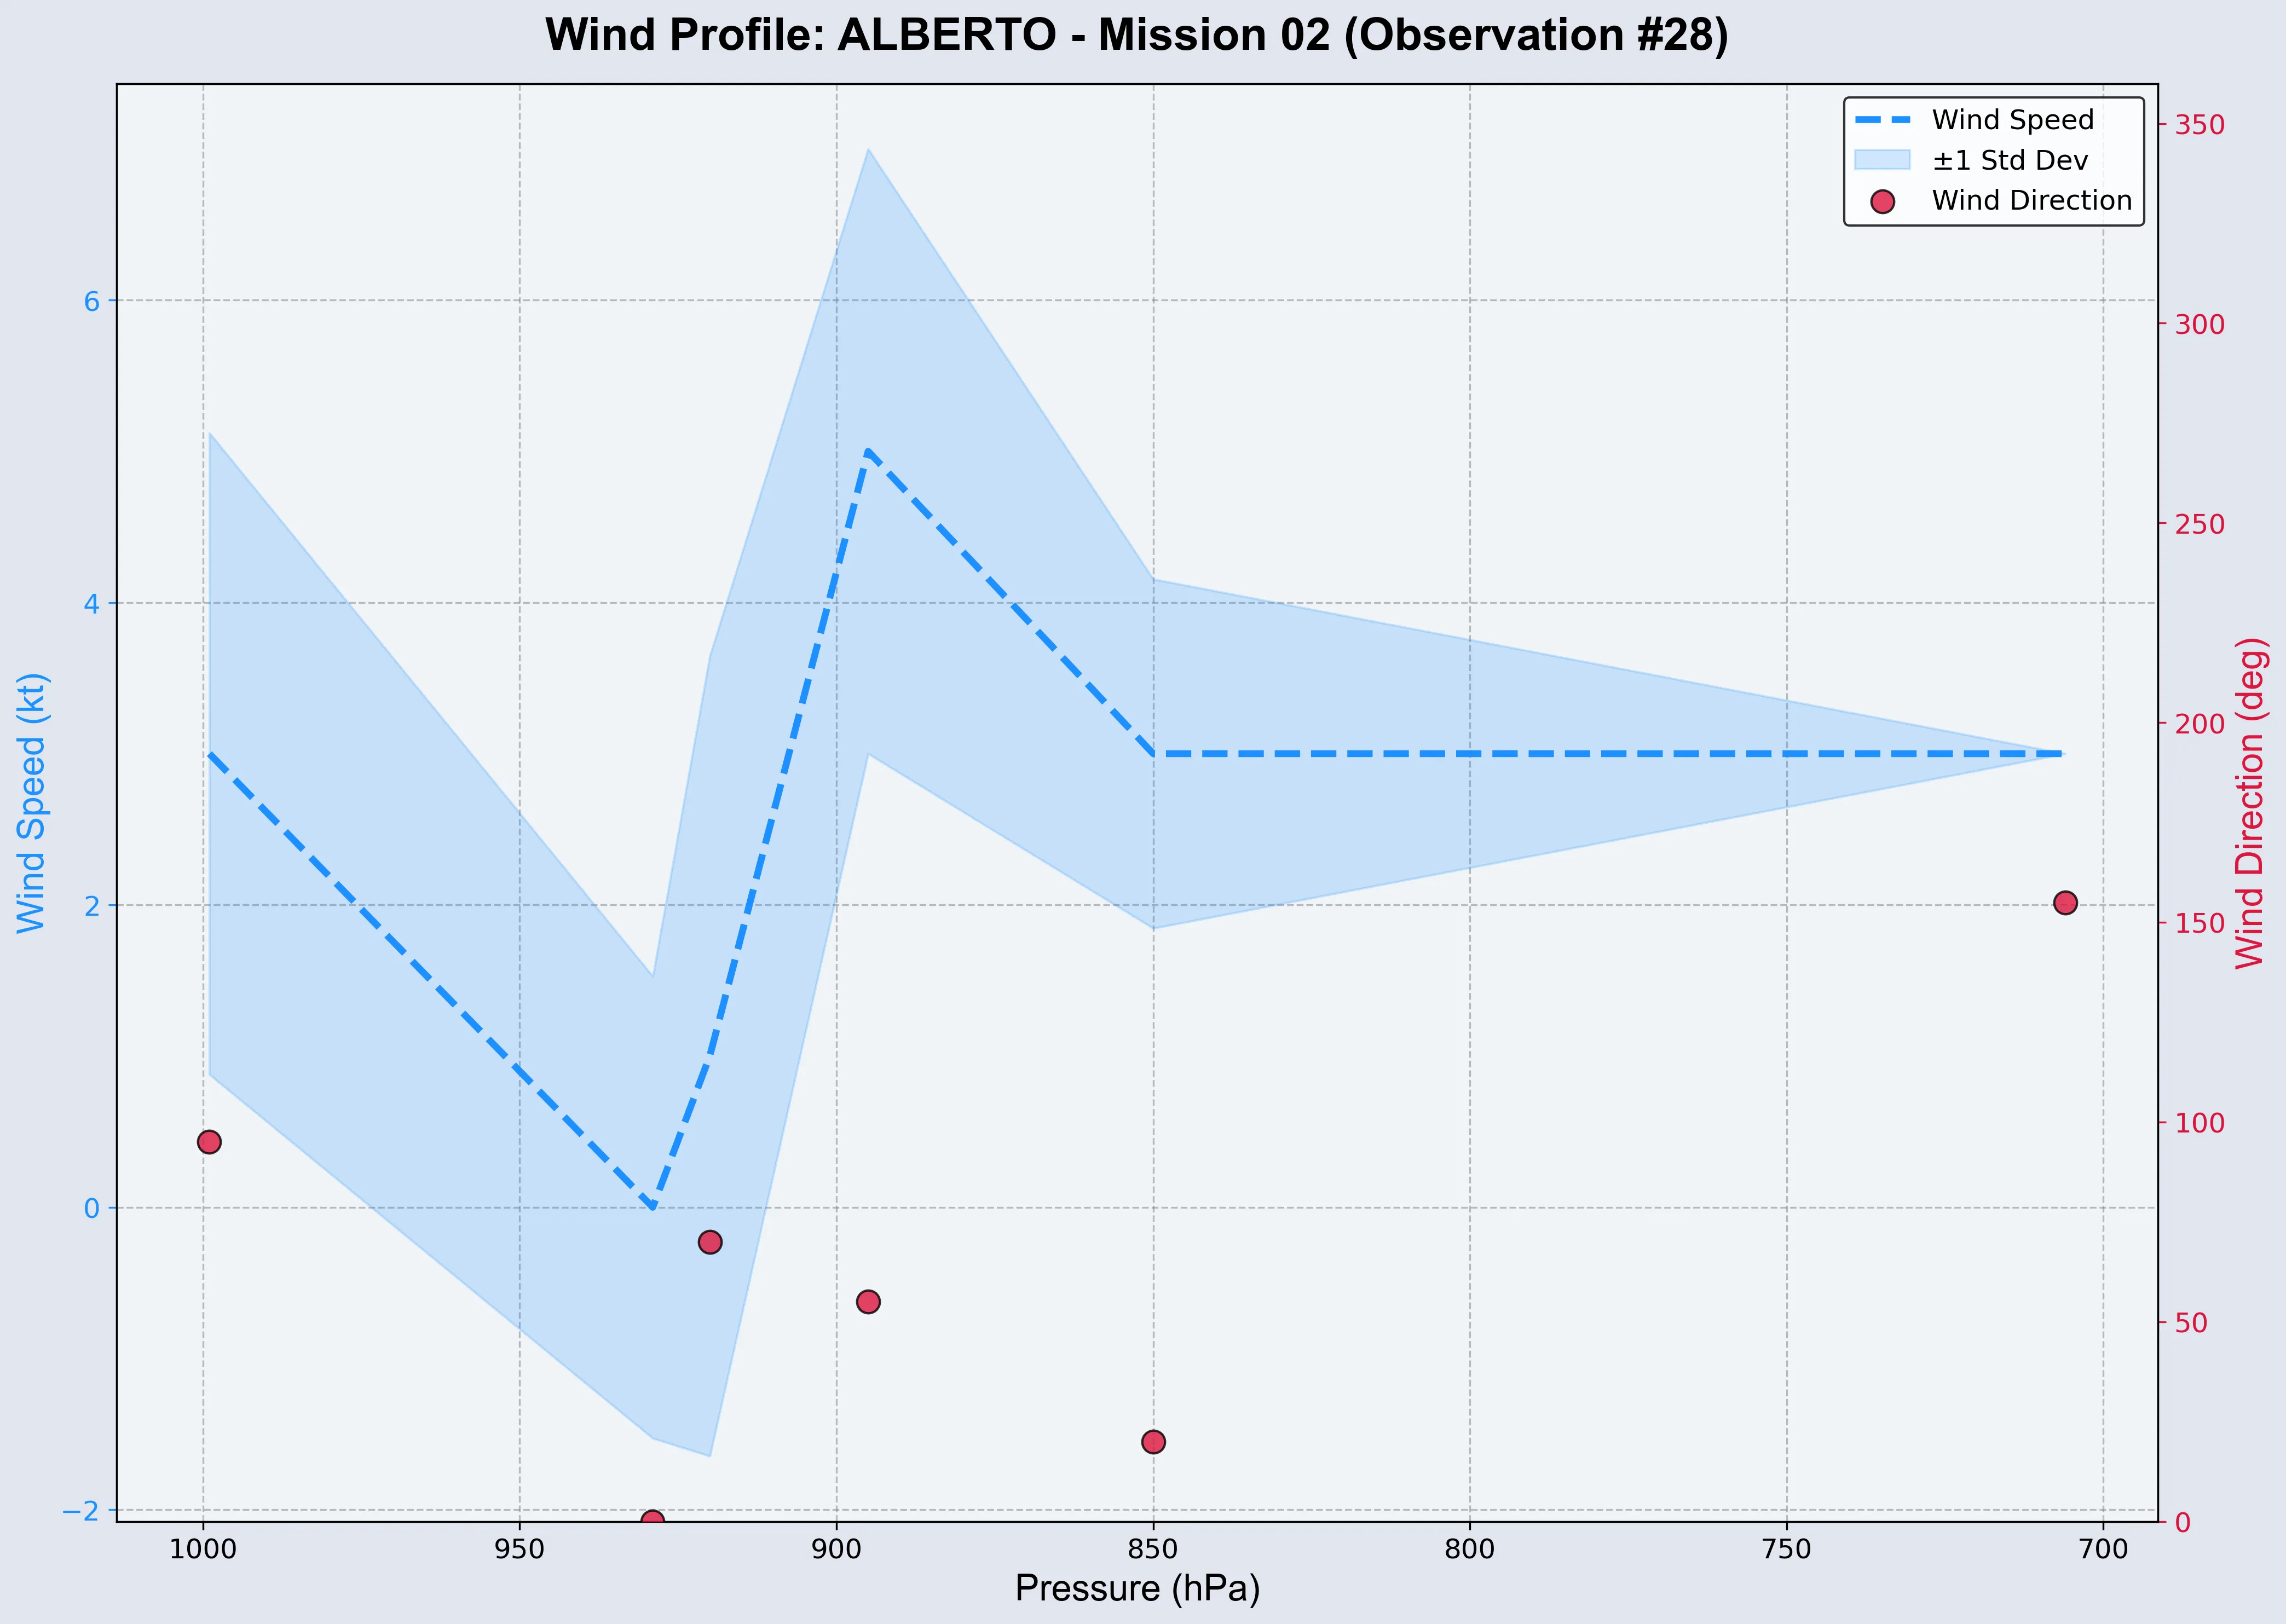 Wind Profile: ALBERTO - Mission 02 (Observation #28)
Wind Speed
±1 Std Dev
Wind Direction
Wind Speed (kt)
6
4
2
0
−2
350
300
250
200
150
100
50
0
Wind Direction (deg)
1000 950 900 850 800 750 700
Pressure (hPa)